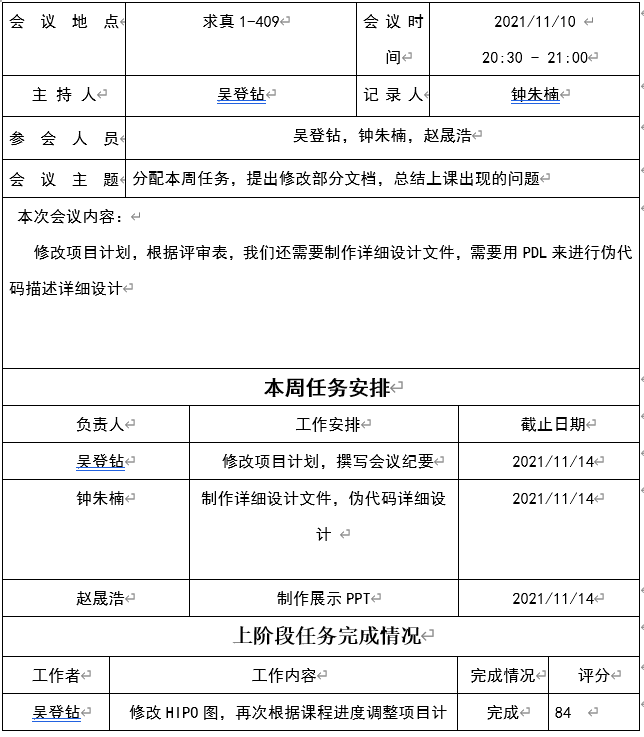 会议地点 求真1-409 会议时间 2021/11/10
20:30 - 21:00
主持人 吴登钻 记录人 钟朱楠
参会人员 吴登钻，钟朱楠，赵晟浩
会议主题 分配本周任务，提出修改部分文档，总结上课出现的问题
本次会议内容：
修改项目计划，根据评审表，我们还需要制作详细设计文件，需要用PDL来进行伪代
码描述详细设计
本周任务安排
负责人 工作安排 截止日期
吴登钻 修改项目计划，撰写会议纪要 2021/11/14
钟朱楠 制作详细设计文件，伪代码详细设 2021/11/14
计
赵晟浩 制作展示PPT 2021/11/14
上阶段任务完成情况
工作者 工作内容 完成情况 评分
吴登钻 修改HIPO图，再次根据课程进度调整项目计 完成 84